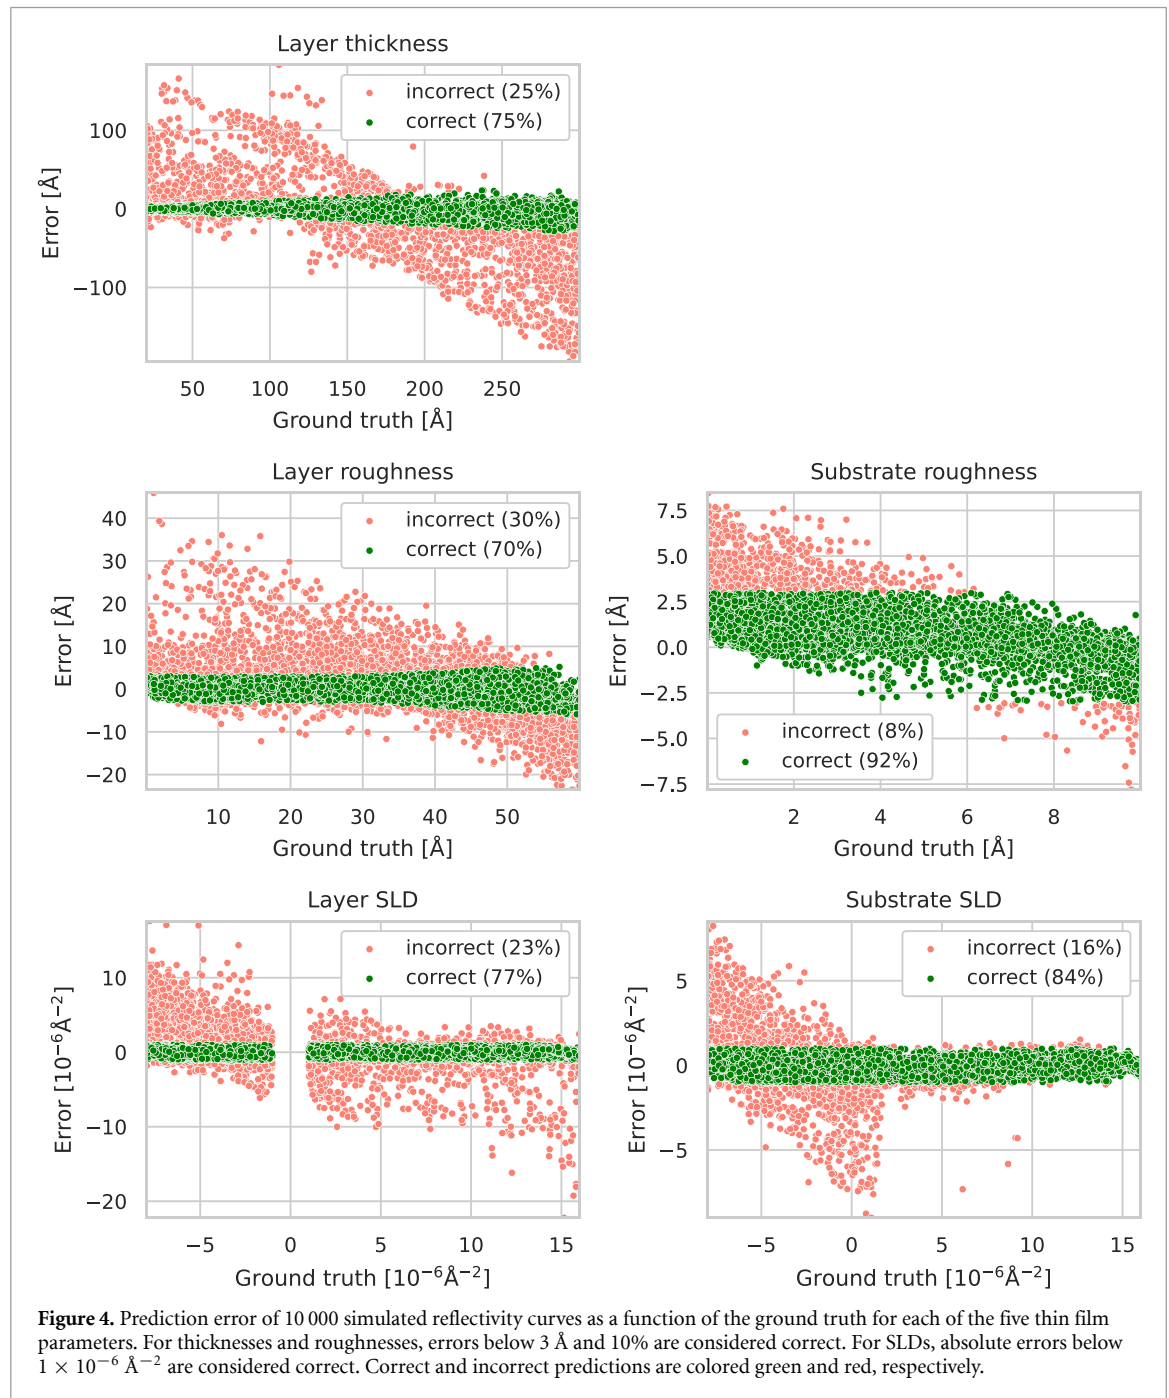 Layer thickness
incorrect (25%)
correct (75%)
100
0
−100
Error [Å]
50 100 150 200 250
Ground truth [Å]
Layer roughness
incorrect (30%)
correct (70%)
40
30
20
10
0
−10
−20
Error [Å]
10 20 30 40 50
Ground truth [Å]
Substrate roughness
7.5
5.0
2.5
0.0
−2.5
−5.0
−7.5
Error [Å]
incorrect (8%)
correct (92%)
2 4 6 8
Ground truth [Å]
Layer SLD
incorrect (23%)
correct (77%)
10
0
−10
−20
Error [10⁻⁶Å⁻²]
−5 0 5 10 15
Ground truth [10⁻⁶Å⁻²]
Substrate SLD
incorrect (16%)
correct (84%)
5
0
−5
Error [10⁻⁶Å⁻²]
−5 0 5 10 15
Ground truth [10⁻⁶Å⁻²]
Figure 4. Prediction error of 10 000 simulated reflectivity curves as a function of the ground truth for each of the five thin film
parameters. For thicknesses and roughnesses, errors below 3 Å and 10% are considered correct. For SLDs, absolute errors below
1 × 10⁻⁶ Å⁻² are considered correct. Correct and incorrect predictions are colored green and red, respectively.